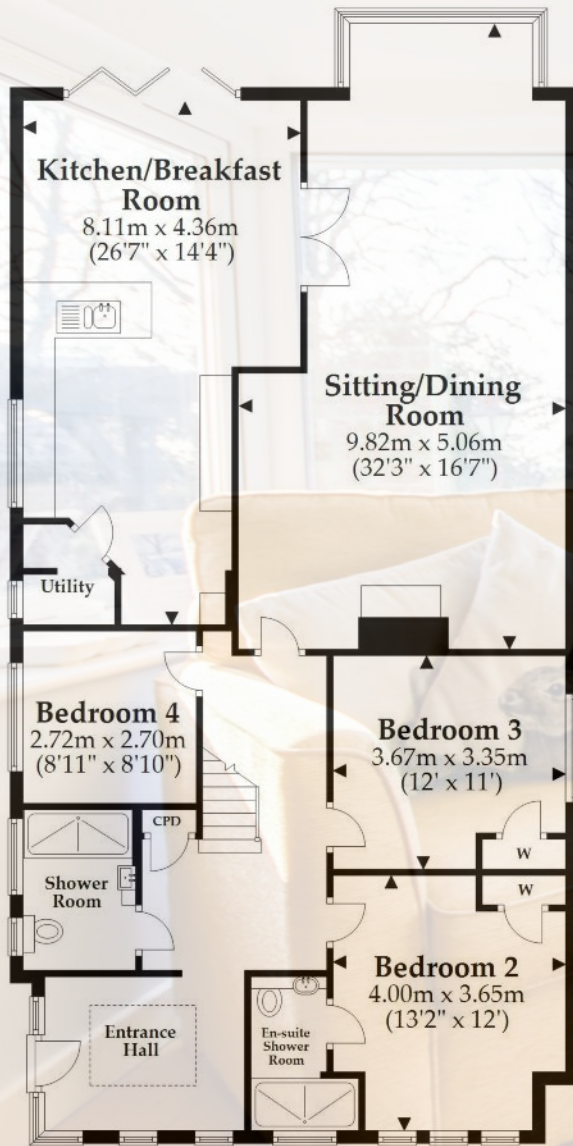 Kitchen/Breakfast
Room
8.11m x 4.36m
(26'7" x 14'4")
Sitting/Dining
Room
9.82m x 5.06m
(32'3" x 16'7")
Utility
Bedroom 4
2.72m x 2.70m
(8'11" x 8'10")
Bedroom 3
3.67m x 3.35m
(12' x 11')
CPD
W
W
Shower
Room
Bedroom 2
4.00m x 3.65m
(13'2" x 12')
Entrance
Hall
En-suite
Shower
Room